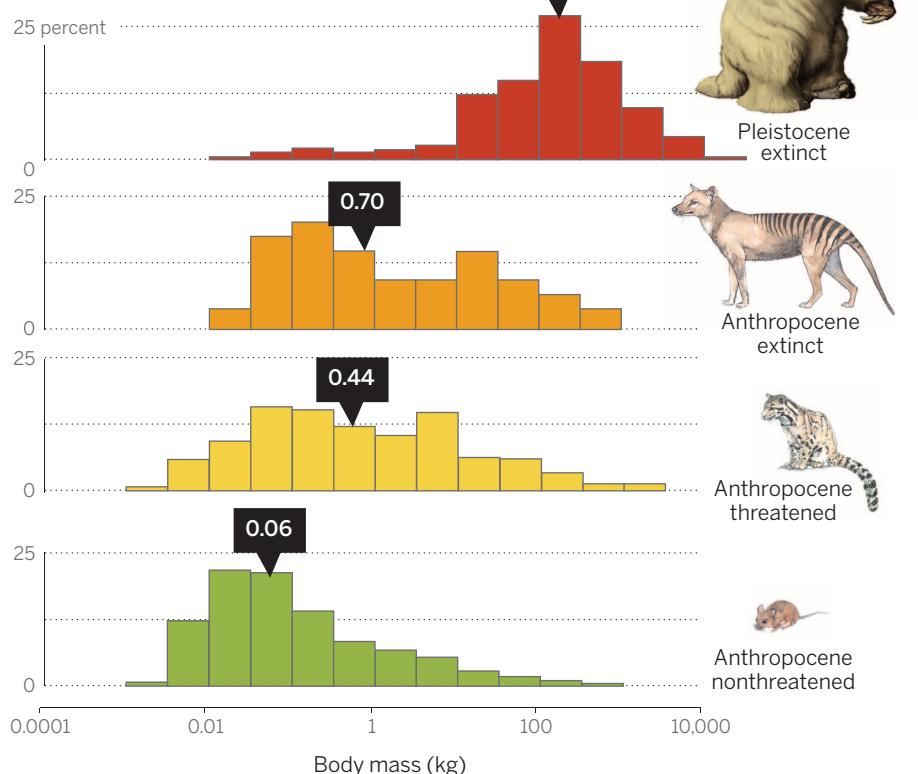 25 percent
0
Pleistocene
extinct
25
0.70
0
Anthropocene
extinct
25
0.44
0
Anthropocene
threatened
25
0.06
0
Anthropocene
nonthreatened
0.0001
0.01
1
100
10,000
Body mass (kg)